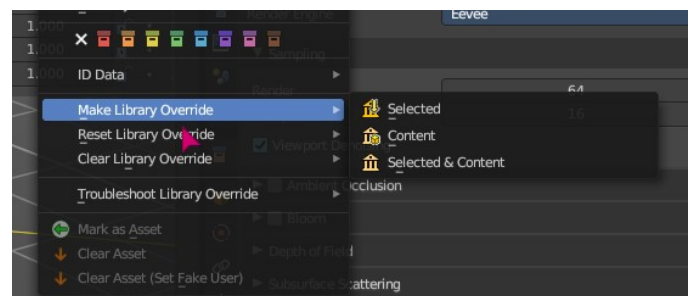 Render Engine
Eevee
1.000
1.000
Sampling
1.000
ID Data
Render
64
Make Library Override
Selected
16
Reset Library Override
Content
Viewport Denoising
Clear Library Override
Selected & Content
Ambient Occlusion
Troubleshoot Library Override
Bloom
Mark as Asset
Clear Asset
Depth of Field
Clear Asset (Set Fake User)
Subsurface Scattering